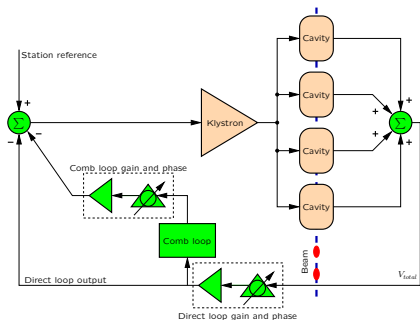 Station reference
+
Σ
−
−
Klystron
Cavity
Cavity
Cavity
Cavity
+
+
+
+
Σ
Comb loop gain and phase
Comb loop
Beam
Direct loop output
V_total
Direct loop gain and phase